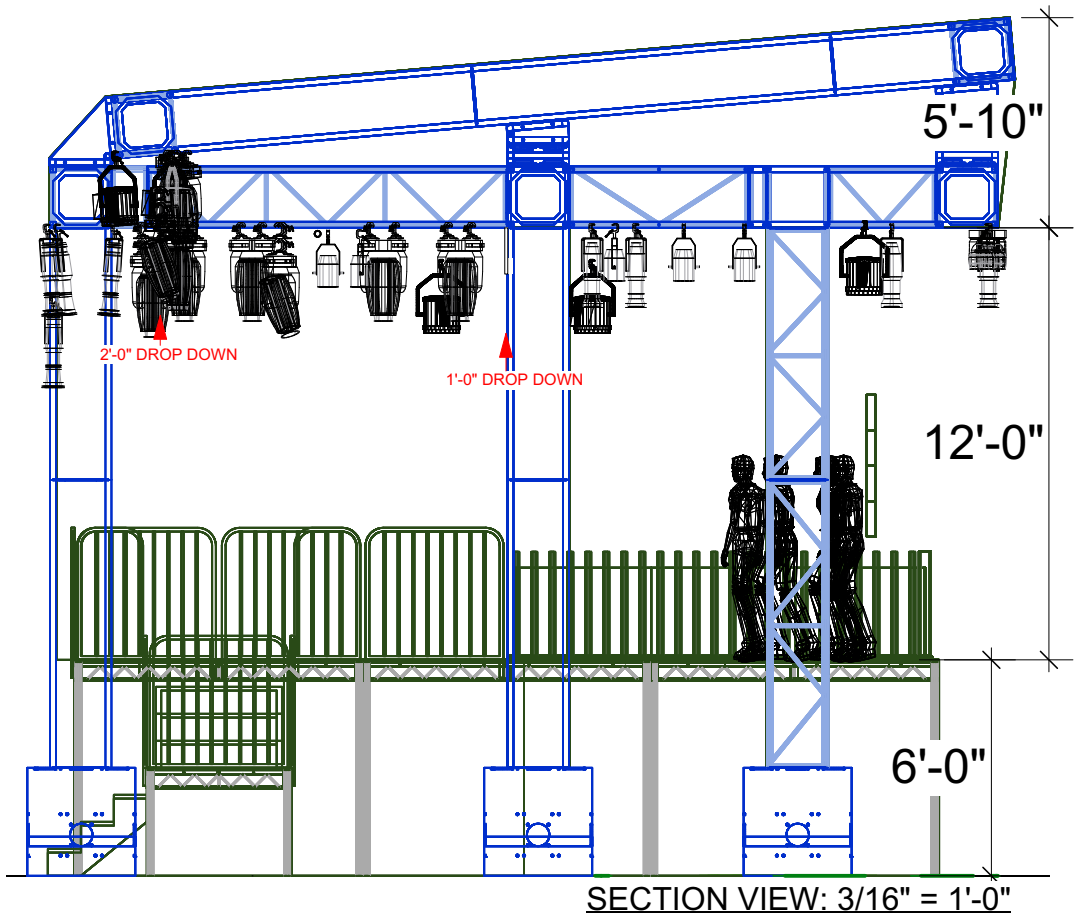 5'-10"
2'-0" DROP DOWN
1'-0" DROP DOWN
12'-0"
6'-0"
SECTION VIEW: 3/16" = 1'-0"